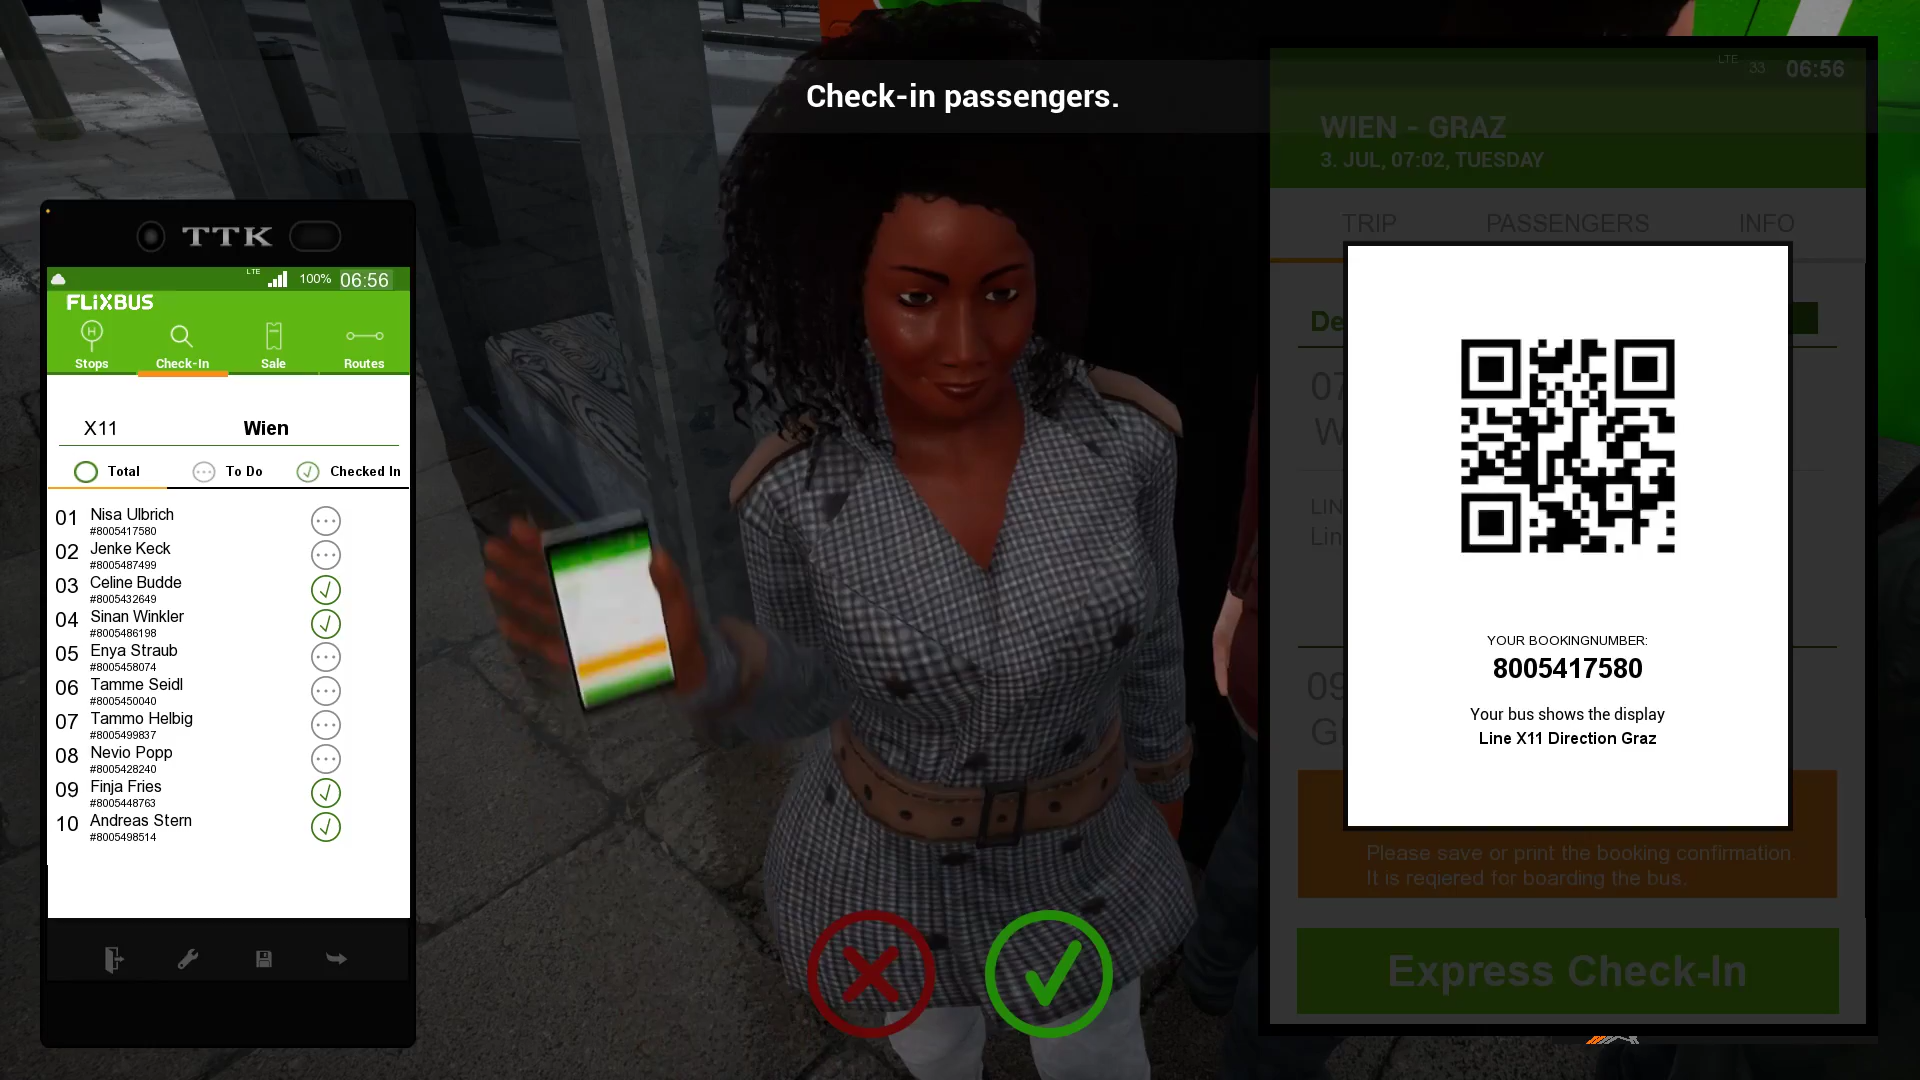 Check-in passengers.
TTK
LTE 100% 06:56
FLiXBUS
Stops Check-In Sale Routes
X11 Wien
Total To Do Checked In
01 Nisa Ulbrich
#8005417580
02 Jenke Keck
#8005487499
03 Celine Budde
#8005432649
04 Sinan Winkler
#8005486198
05 Enya Straub
#8005458074
06 Tamme Seidl
#8005450040
07 Tammo Helbig
#8005499837
08 Nevio Popp
#8005428240
09 Finja Fries
#8005448763
10 Andreas Stern
#8005498514
LTE 33 06:56
WIEN - GRAZ
3. JUL, 07:02, TUESDAY
TRIP PASSENGERS INFO
YOUR BOOKINGNUMBER:
8005417580
Your bus shows the display
Line X11 Direction Graz
Please save or print the booking confirmation.
It is reqiered for boarding the bus.
Express Check-In